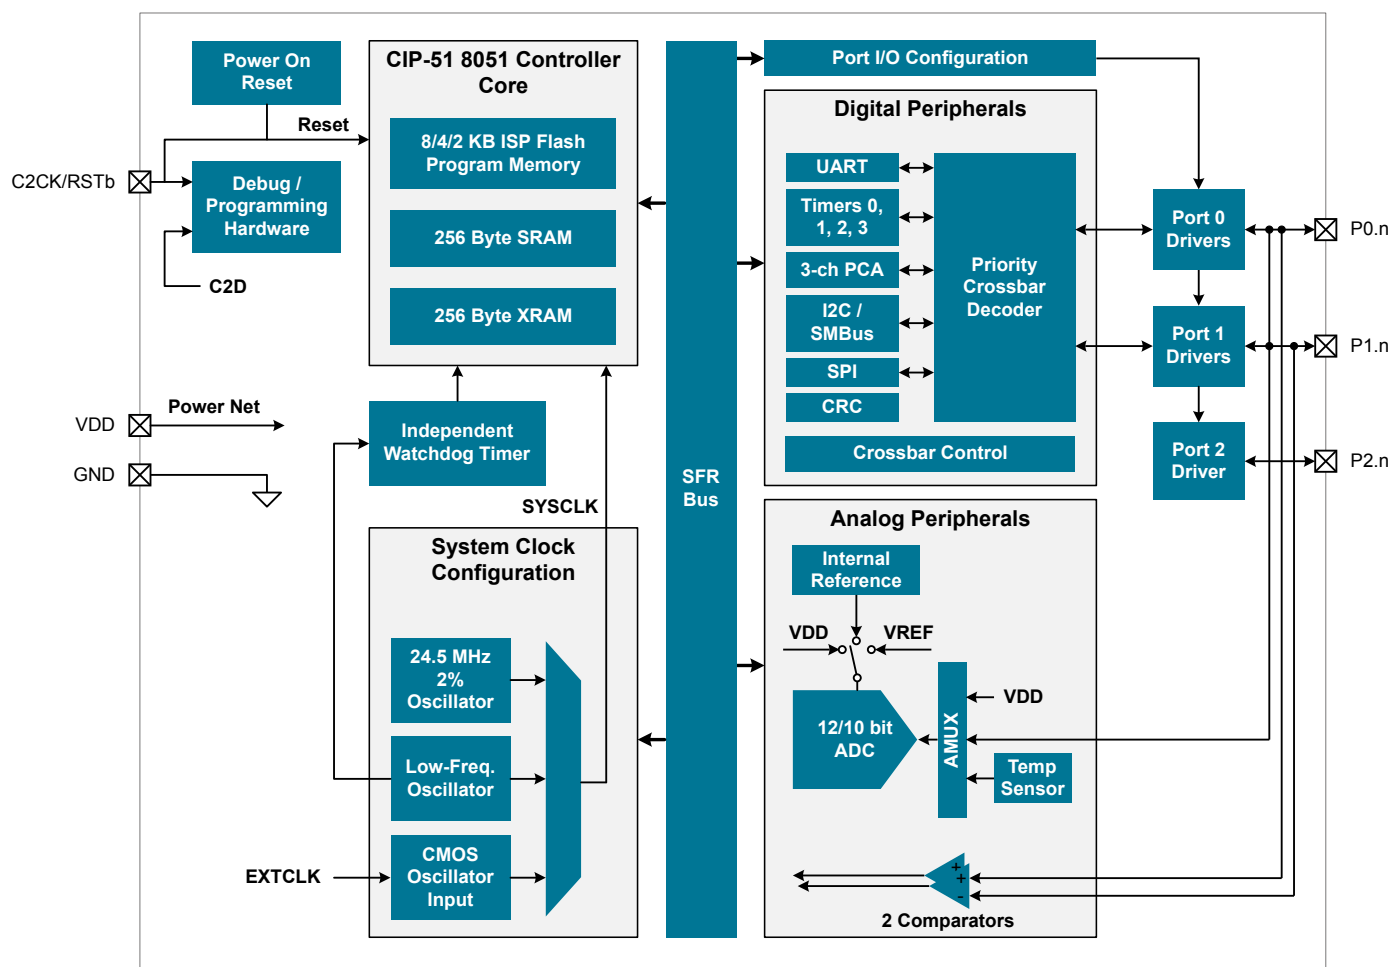 Power On
Reset
Reset
C2CK/RSTb
Debug /
Programming
Hardware
C2D
VDD
Power Net
GND
CIP-51 8051 Controller
Core
8/4/2 KB ISP Flash
Program Memory
256 Byte SRAM
256 Byte XRAM
Independent
Watchdog Timer
SYSCLK
System Clock
Configuration
24.5 MHz
2%
Oscillator
Low-Freq.
Oscillator
EXTCLK
CMOS
Oscillator
Input
SFR
Bus
Port I/O Configuration
Digital Peripherals
UART
Timers 0,
1, 2, 3
3-ch PCA
I2C /
SMBus
SPI
CRC
Priority
Crossbar
Decoder
Crossbar Control
Port 0
Drivers
P0.n
Port 1
Drivers
P1.n
Port 2
Driver
P2.n
Analog Peripherals
Internal
Reference
VDD
VREF
12/10 bit
ADC
AMUX
VDD
Temp
Sensor
+
+
-
2 Comparators